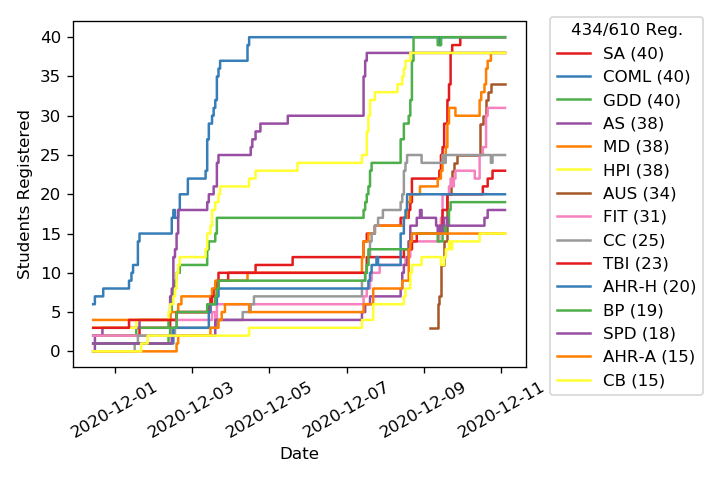 434/610 Reg.
SA (40)
COML (40)
GDD (40)
AS (38)
MD (38)
HPI (38)
AUS (34)
FIT (31)
CC (25)
TBI (23)
AHR-H (20)
BP (19)
SPD (18)
AHR-A (15)
CB (15)
Students Registered
40
35
30
25
20
15
10
5
0
2020-12-01
2020-12-03
2020-12-05
2020-12-07
2020-12-09
2020-12-11
Date